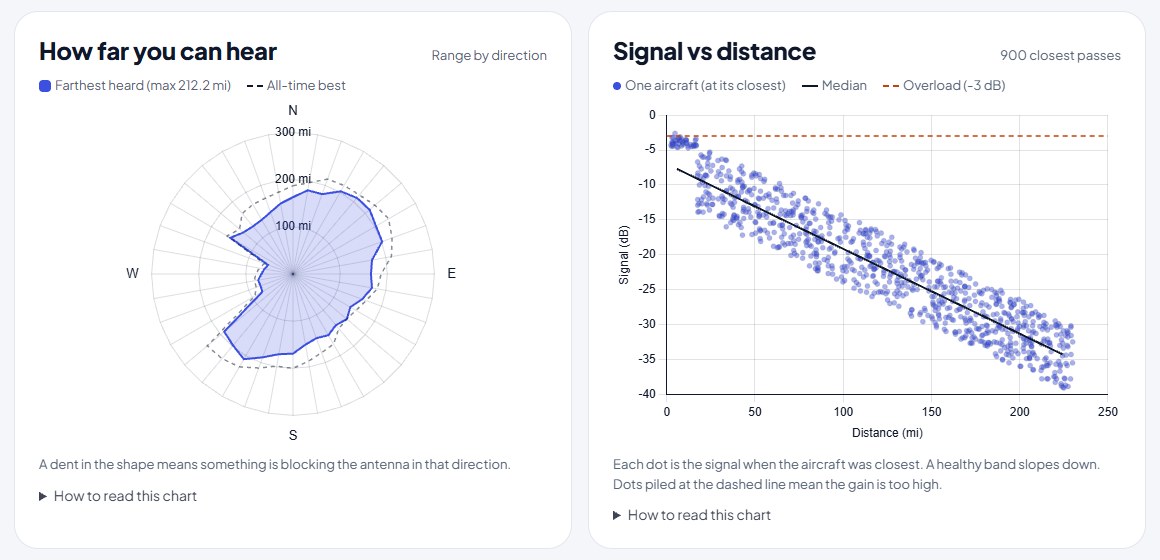 How far you can hear
Range by direction
Farthest heard (max 212.2 mi)
All-time best
N
300 mi
200 mi
100 mi
W
E
S
A dent in the shape means something is blocking the antenna in that direction.
How to read this chart
Signal vs distance
900 closest passes
One aircraft (at its closest)
Median
Overload (-3 dB)
Signal (dB)
0
-5
-10
-15
-20
-25
-30
-35
-40
0
50
100
150
200
250
Distance (mi)
Each dot is the signal when the aircraft was closest. A healthy band slopes down.
Dots piled at the dashed line mean the gain is too high.
How to read this chart